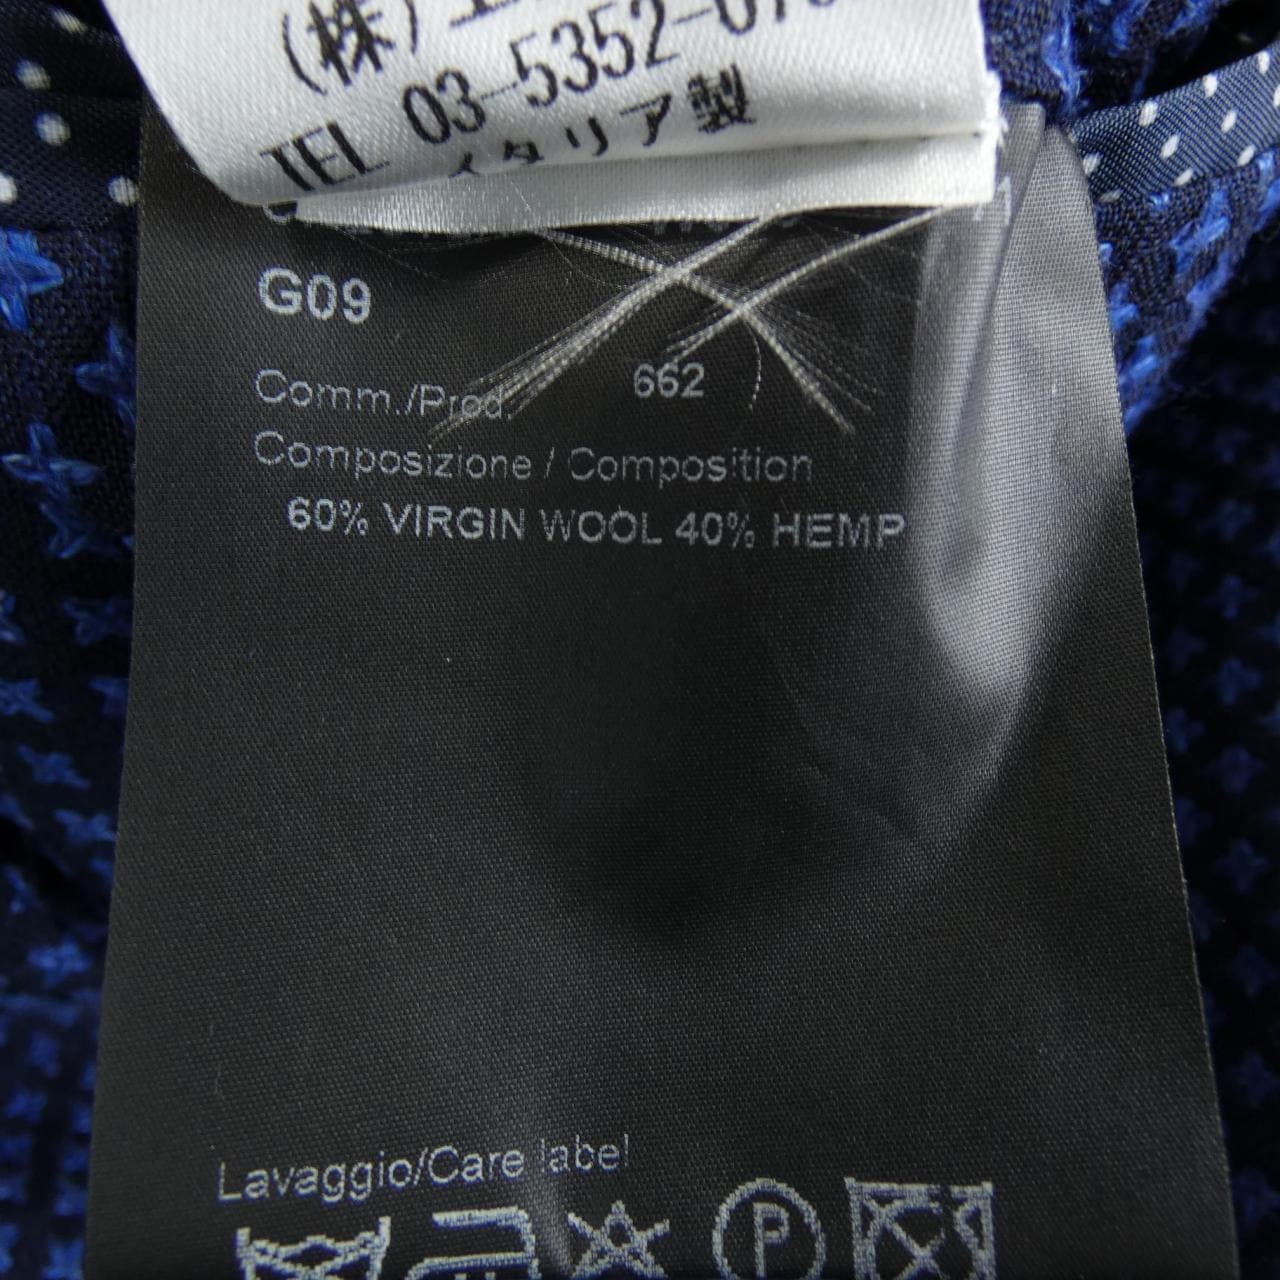 (株)
TEL 03-5352-07
イタリア製
G09
Comm./Prod. 662
Composizione / Composition
60% VIRGIN WOOL 40% HEMP
Lavaggio/Care label
P